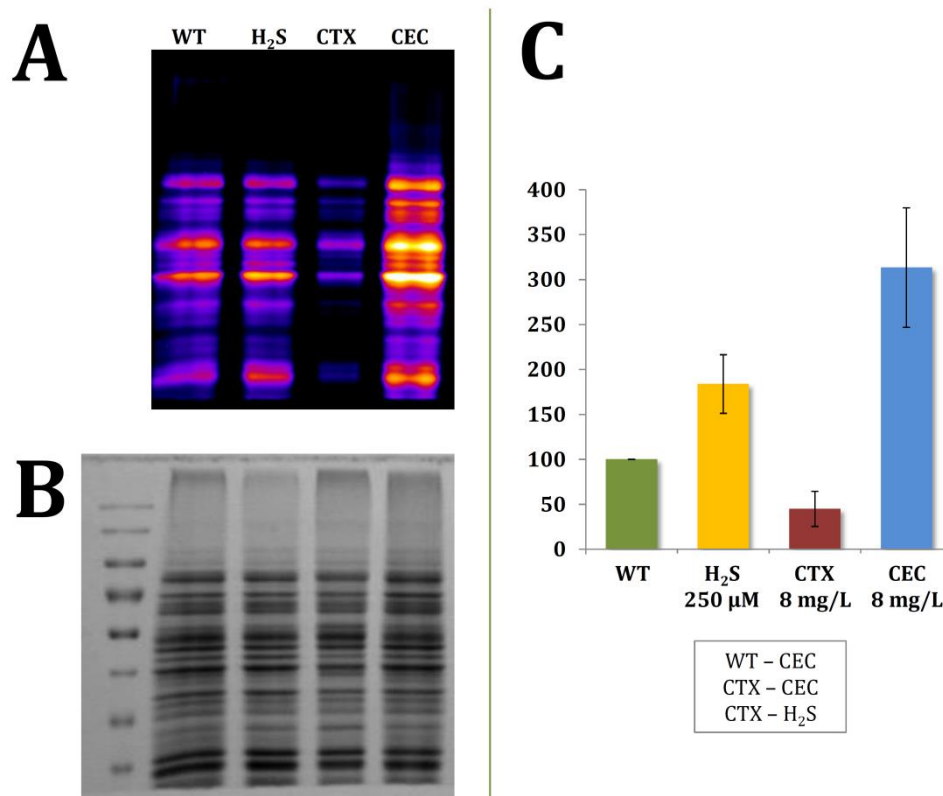 A
WT H₂S CTX CEC
B
C
400
350
300
250
200
150
100
50
0
WT H₂S CTX CEC
250 µM 8 mg/L 8 mg/L
WT – CEC
CTX – CEC
CTX – H₂S